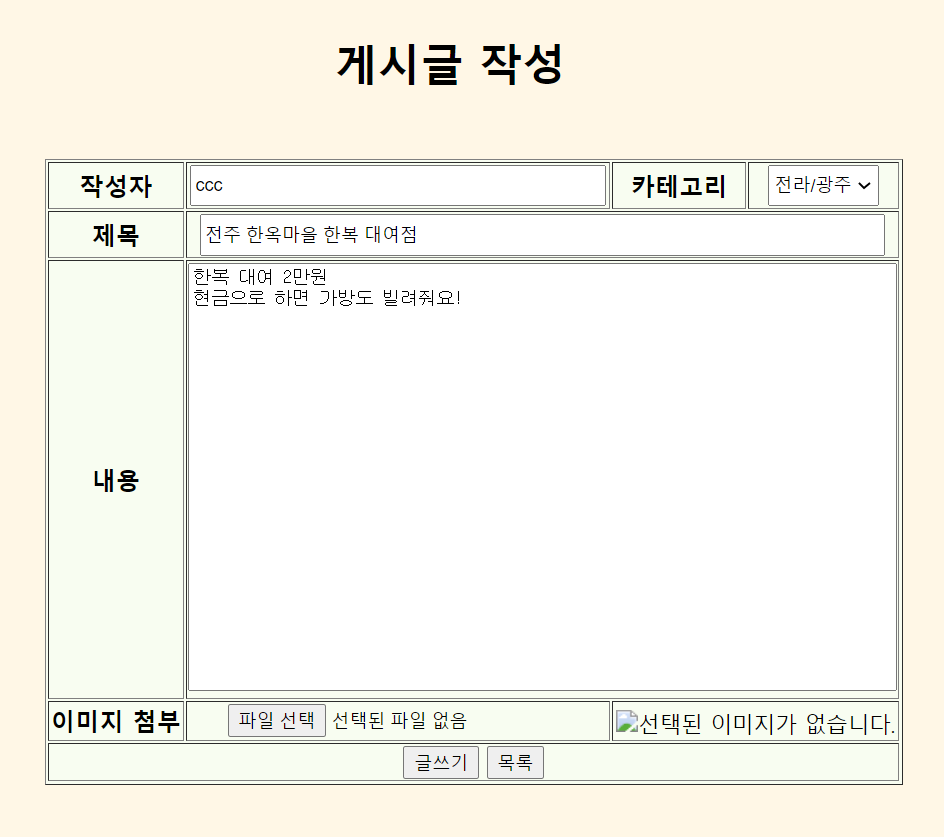 게시글 작성
작성자 ccc 카테고리 전라/광주
제목 전주 한옥마을 한복 대여점
한복 대여 2만원
현금으로 하면 가방도 빌려줘요!
내용
이미지 첨부 파일 선택 선택된 파일 없음 선택된 이미지가 없습니다.
글쓰기 목록